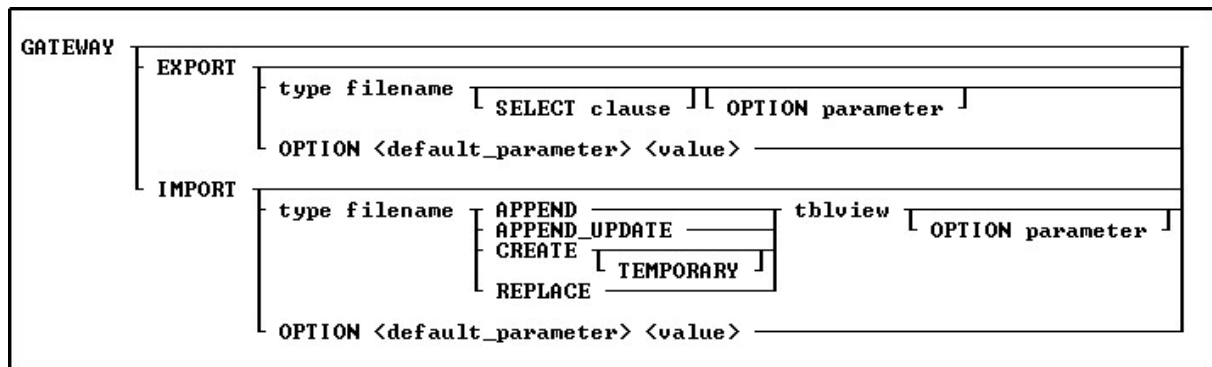 GATEWAY
EXPORT
type filename
SELECT clause OPTION parameter
OPTION <default_parameter> <value>
IMPORT
type filename APPEND tblview
APPEND_UPDATE OPTION parameter
CREATE
TEMPORARY
REPLACE
OPTION <default_parameter> <value>